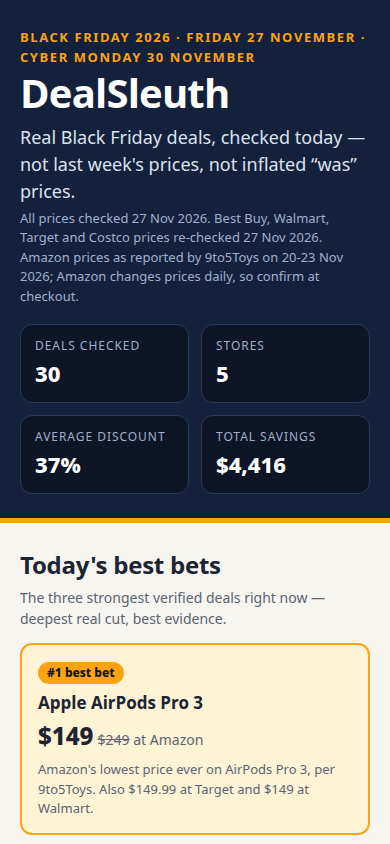 BLACK FRIDAY 2026 · FRIDAY 27 NOVEMBER ·
CYBER MONDAY 30 NOVEMBER
DealSleuth
Real Black Friday deals, checked today —
not last week's prices, not inflated “was”
prices.
All prices checked 27 Nov 2026. Best Buy, Walmart,
Target and Costco prices re-checked 27 Nov 2026.
Amazon prices as reported by 9to5Toys on 20-23 Nov
2026; Amazon changes prices daily, so confirm at
checkout.
DEALS CHECKED
30
STORES
5
AVERAGE DISCOUNT
37%
TOTAL SAVINGS
$4,416
Today's best bets
The three strongest verified deals right now —
deepest real cut, best evidence.
#1 best bet
Apple AirPods Pro 3
$149 $249 at Amazon
Amazon's lowest price ever on AirPods Pro 3, per
9to5Toys. Also $149.99 at Target and $149 at
Walmart.